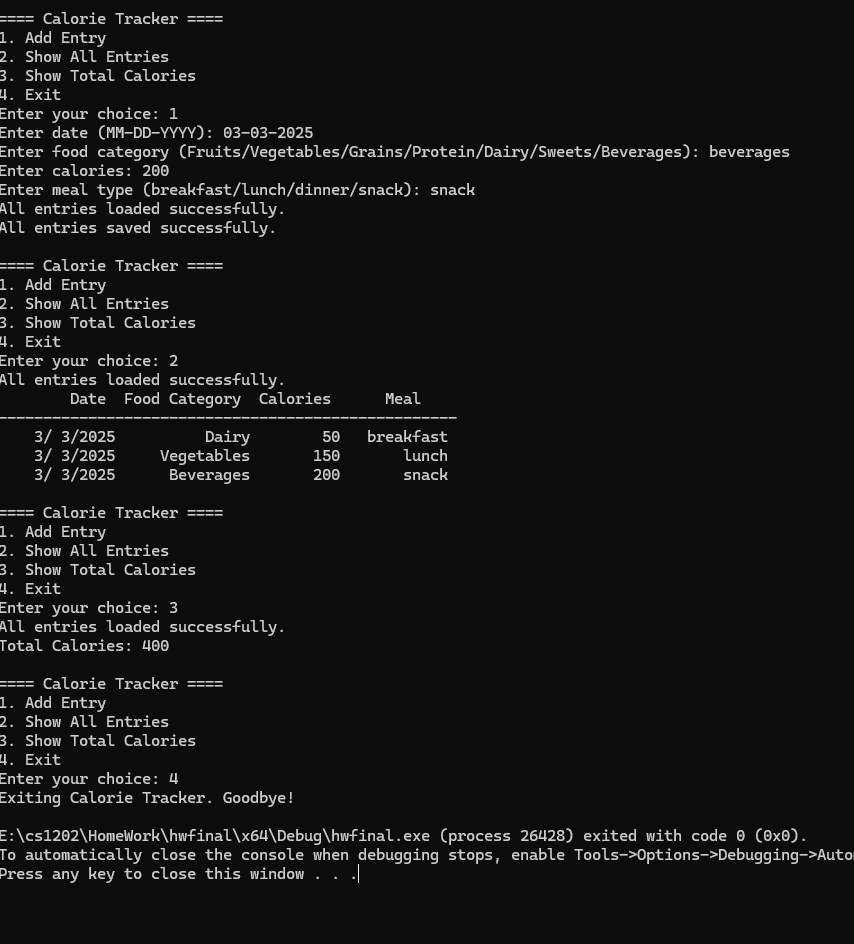 ==== Calorie Tracker ====
1. Add Entry
2. Show All Entries
3. Show Total Calories
4. Exit
Enter your choice: 1
Enter date (MM-DD-YYYY): 03-03-2025
Enter food category (Fruits/Vegetables/Grains/Protein/Dairy/Sweets/Beverages): beverages
Enter calories: 200
Enter meal type (breakfast/lunch/dinner/snack): snack
All entries loaded successfully.
All entries saved successfully.

==== Calorie Tracker ====
1. Add Entry
2. Show All Entries
3. Show Total Calories
4. Exit
Enter your choice: 2
All entries loaded successfully.
        Date  Food Category  Calories      Meal
---------------------------------------------------
    3/ 3/2025          Dairy        50   breakfast
    3/ 3/2025     Vegetables       150       lunch
    3/ 3/2025      Beverages       200       snack

==== Calorie Tracker ====
1. Add Entry
2. Show All Entries
3. Show Total Calories
4. Exit
Enter your choice: 3
All entries loaded successfully.
Total Calories: 400

==== Calorie Tracker ====
1. Add Entry
2. Show All Entries
3. Show Total Calories
4. Exit
Enter your choice: 4
Exiting Calorie Tracker. Goodbye!

E:\cs1202\HomeWork\hwfinal\x64\Debug\hwfinal.exe (process 26428) exited with code 0 (0x0).
To automatically close the console when debugging stops, enable Tools->Options->Debugging->Auto
Press any key to close this window . . .